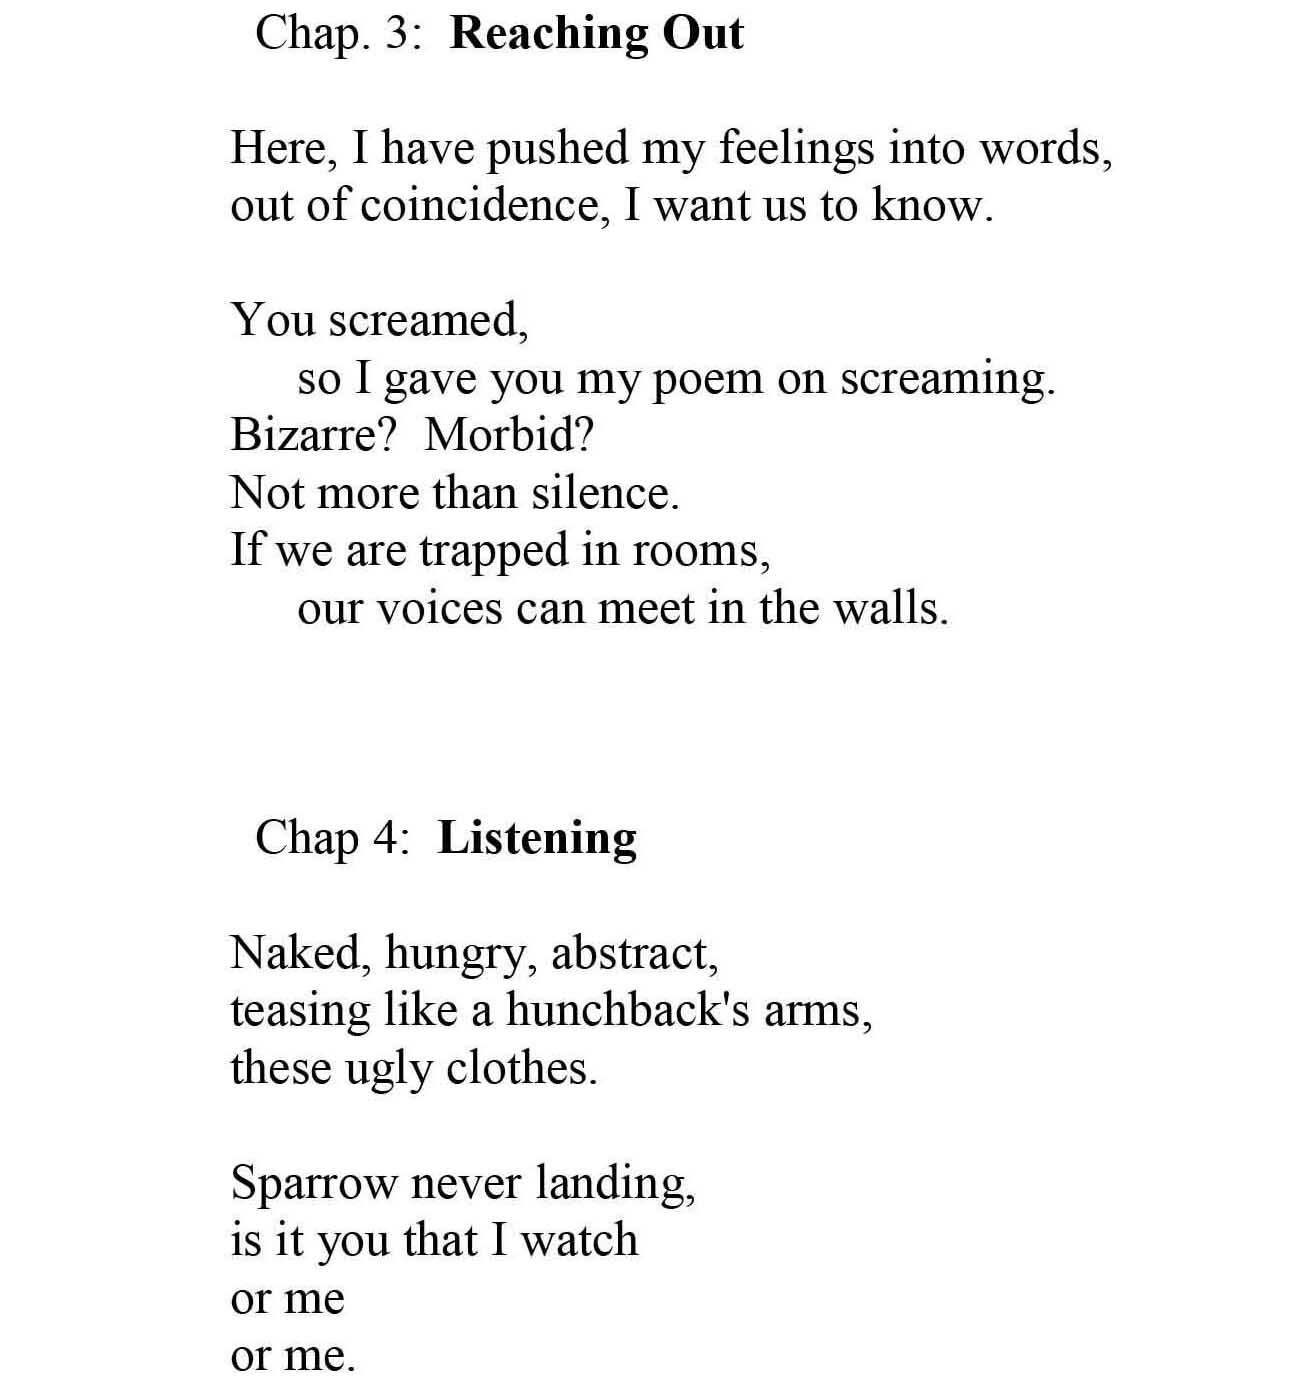 Chap. 3:  Reaching Out
Here, I have pushed my feelings into words,
out of coincidence, I want us to know.
You screamed,
so I gave you my poem on screaming.
Bizarre?  Morbid?
Not more than silence.
If we are trapped in rooms,
our voices can meet in the walls.
Chap 4:  Listening
Naked, hungry, abstract,
teasing like a hunchback's arms,
these ugly clothes.
Sparrow never landing,
is it you that I watch
or me
or me.